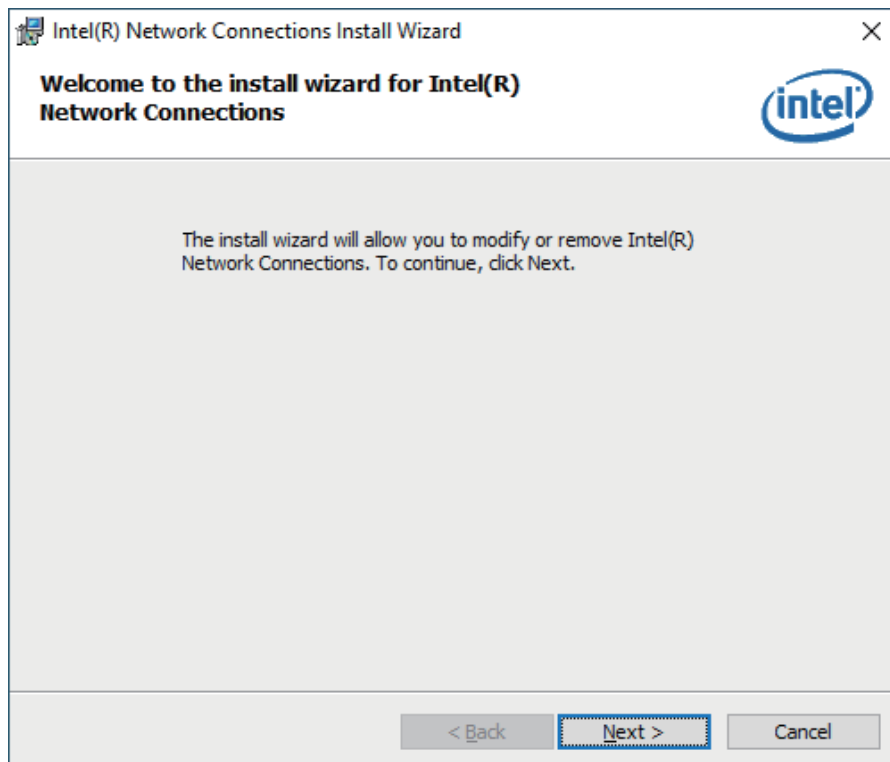 Intel(R) Network Connections Install Wizard
Welcome to the install wizard for Intel(R)
Network Connections
intel
The install wizard will allow you to modify or remove Intel(R)
Network Connections. To continue, click Next.
< Back
Next >
Cancel